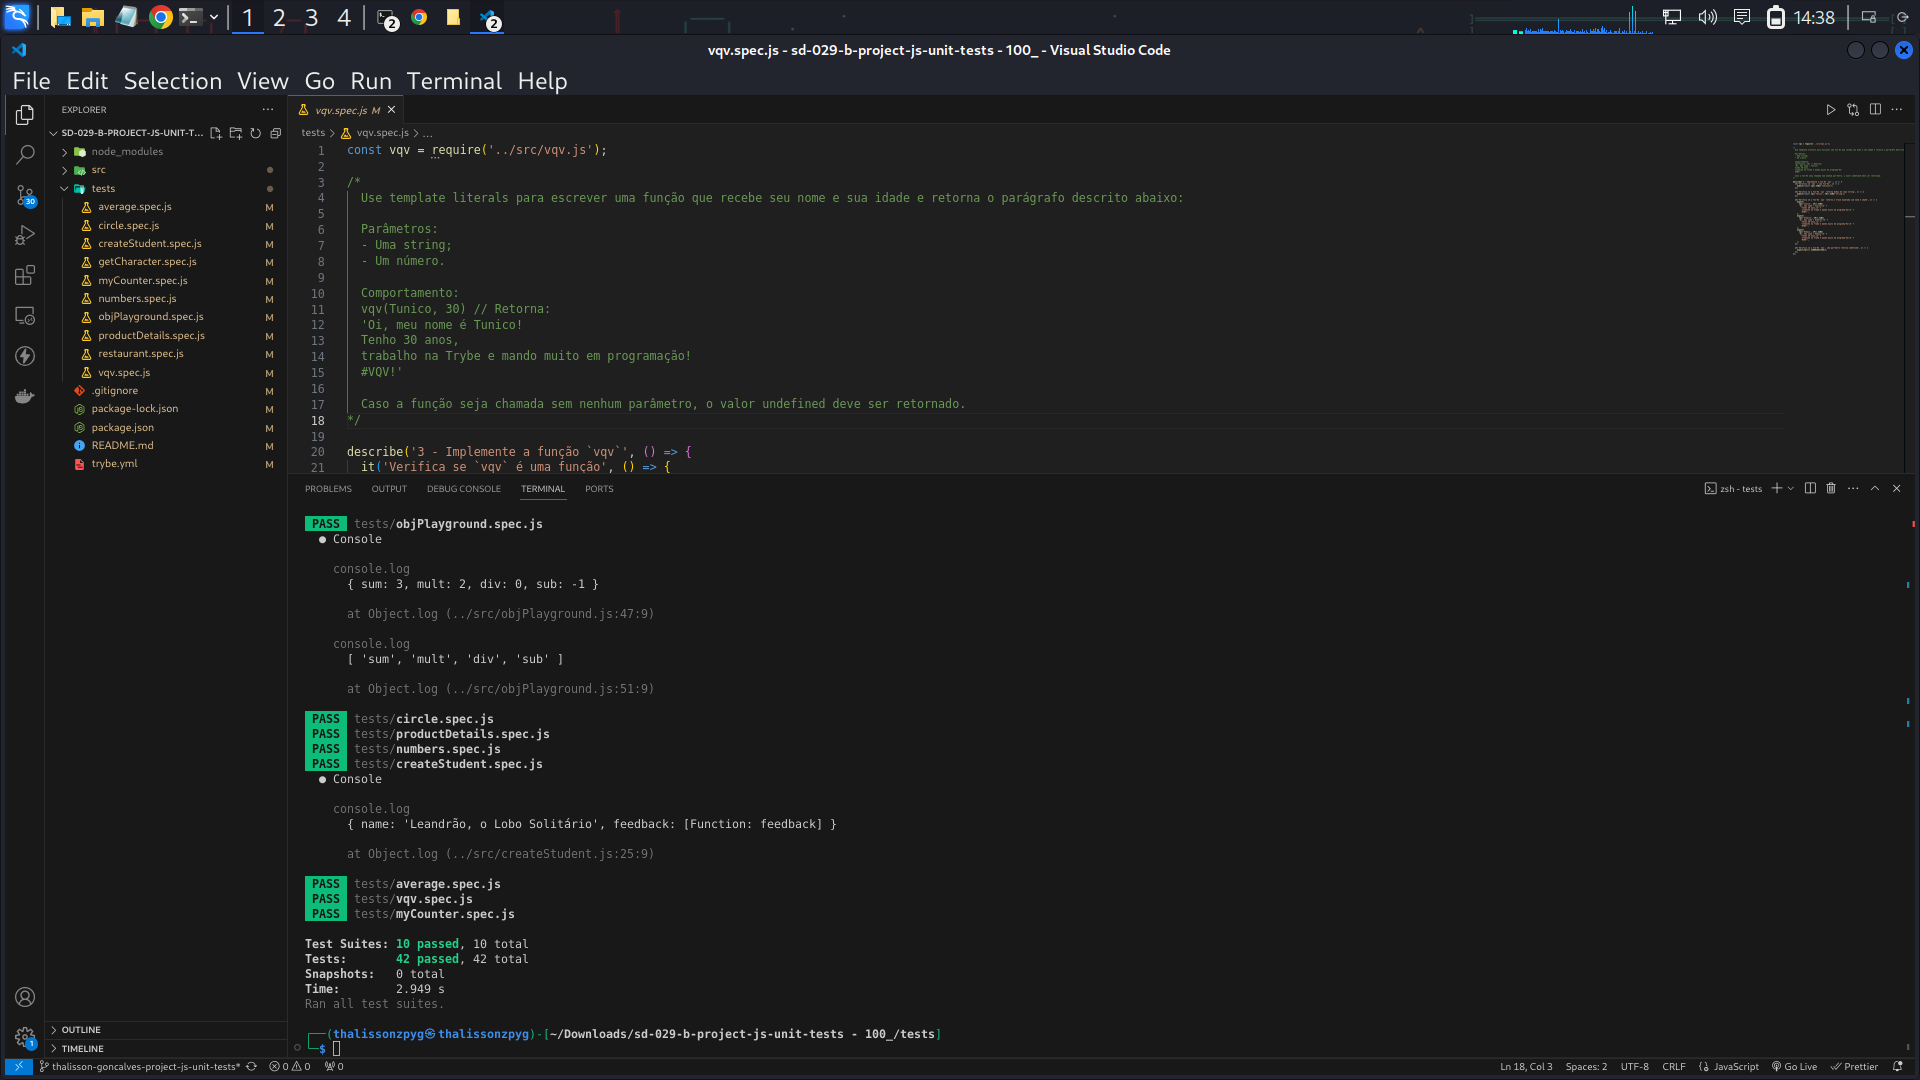 1 2 3 4
2
2
14:38
vqv.spec.js - sd-029-b-project-js-unit-tests - 100_ - Visual Studio Code
File Edit Selection View Go Run Terminal Help
EXPLORER
SD-029-B-PROJECT-JS-UNIT-T...
node_modules
src
tests
average.spec.js M
circle.spec.js M
createStudent.spec.js M
getCharacter.spec.js M
myCounter.spec.js M
numbers.spec.js M
objPlayground.spec.js M
productDetails.spec.js M
restaurant.spec.js M
vqv.spec.js M
.gitignore M
package-lock.json M
package.json M
README.md M
trybe.yml M
OUTLINE
TIMELINE
30
1
vqv.spec.js M
tests > vqv.spec.js > ...
1 const vqv = require('../src/vqv.js');
2
3 /*
4 Use template literals para escrever uma função que recebe seu nome e sua idade e retorna o parágrafo descrito abaixo:
5
6 Parâmetros:
7 - Uma string;
8 - Um número.
9
10 Comportamento:
11 vqv(Tunico, 30) // Retorna:
12 'Oi, meu nome é Tunico!
13 Tenho 30 anos,
14 trabalho na Trybe e mando muito em programação!
15 #VQV!'
16
17 Caso a função seja chamada sem nenhum parâmetro, o valor undefined deve ser retornado.
18 */
19
20 describe('3 - Implemente a função `vqv`', () => {
21 it('Verifica se `vqv` é uma função', () => {
PROBLEMS OUTPUT DEBUG CONSOLE TERMINAL PORTS
zsh - tests
PASS tests/objPlayground.spec.js
● Console
console.log
{ sum: 3, mult: 2, div: 0, sub: -1 }
at Object.log (../src/objPlayground.js:47:9)
console.log
[ 'sum', 'mult', 'div', 'sub' ]
at Object.log (../src/objPlayground.js:51:9)
PASS tests/circle.spec.js
PASS tests/productDetails.spec.js
PASS tests/numbers.spec.js
PASS tests/createStudent.spec.js
● Console
console.log
{ name: 'Leandrão, o Lobo Solitário', feedback: [Function: feedback] }
at Object.log (../src/createStudent.js:25:9)
PASS tests/average.spec.js
PASS tests/vqv.spec.js
PASS tests/myCounter.spec.js
Test Suites: 10 passed, 10 total
Tests: 42 passed, 42 total
Snapshots: 0 total
Time: 2.949 s
Ran all test suites.
┌──(thalissonzpyg㉿thalissonzpyg)-[~/Downloads/sd-029-b-project-js-unit-tests - 100_/tests]
└─$
thalisson-goncalves-project-js-unit-tests* 0 0 0
Ln 18, Col 3 Spaces: 2 UTF-8 CRLF JavaScript Go Live Prettier